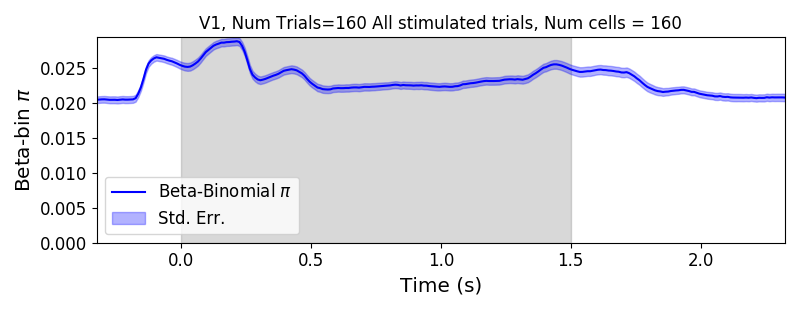 V1, Num Trials=160 All stimulated trials, Num cells = 160
Beta-bin π
0.025
0.020
0.015
0.010
0.005
0.000
Beta-Binomial π
Std. Err.
0.0 0.5 1.0 1.5 2.0
Time (s)